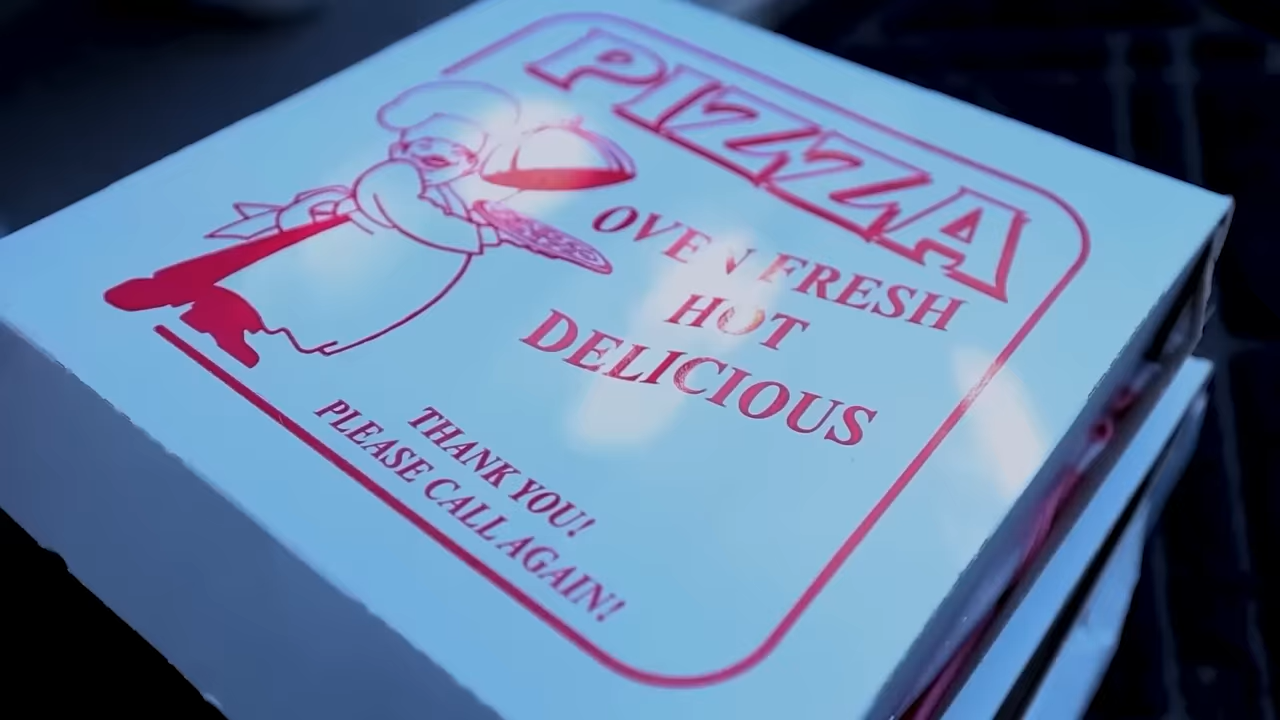 PIZZA
OVEN FRESH
HOT
DELICIOUS
THANK YOU!
PLEASE CALL AGAIN!